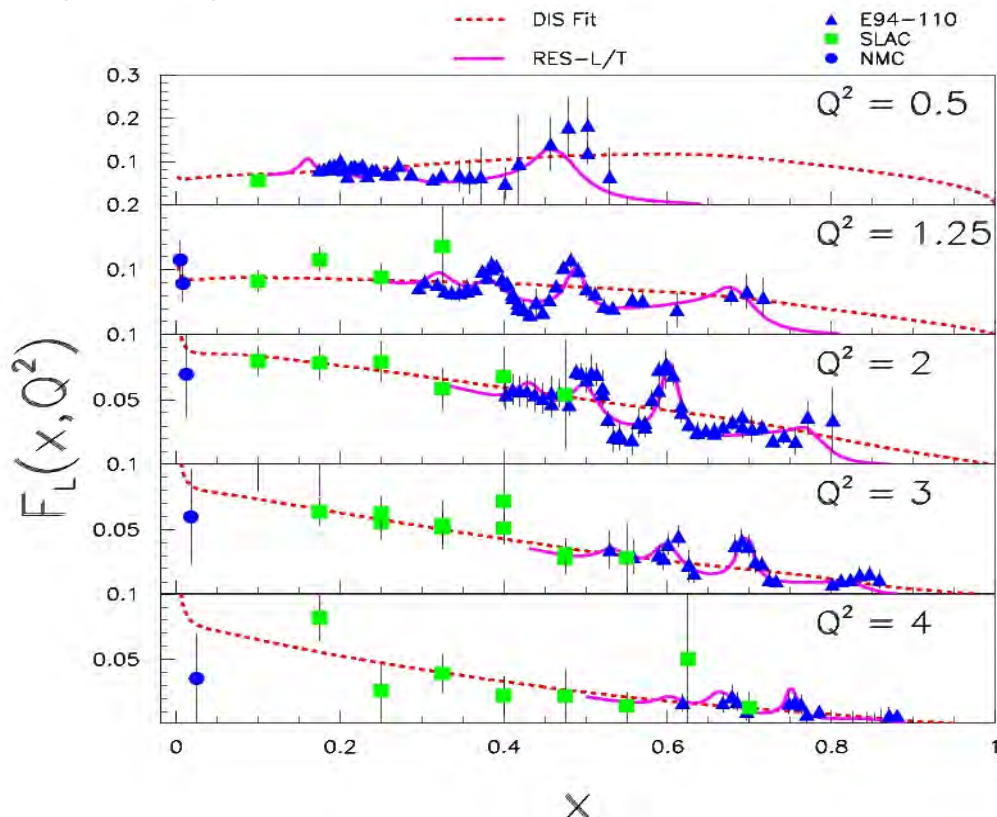 DIS Fit
RES-L/T
E94-110
SLAC
NMC
0.3
0.2
0.1
0.2
Q² = 0.5
0.1
0.1
Q² = 1.25
0.05
0.1
Q² = 2
0.05
0.1
Q² = 3
0.05
Q² = 4
F_L(x,Q²)
0 0.2 0.4 0.6 0.8 1
x